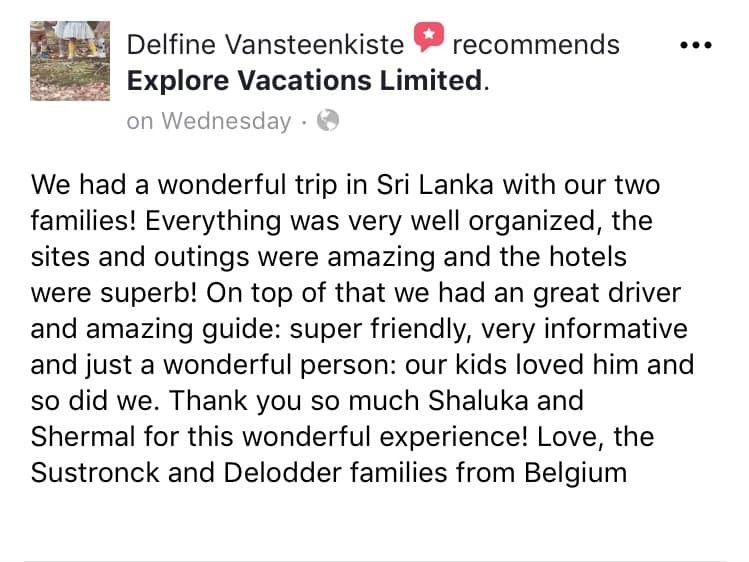 Delfine Vansteenkiste recommends
Explore Vacations Limited.
on Wednesday ·
We had a wonderful trip in Sri Lanka with our two
families! Everything was very well organized, the
sites and outings were amazing and the hotels
were superb! On top of that we had an great driver
and amazing guide: super friendly, very informative
and just a wonderful person: our kids loved him and
so did we. Thank you so much Shaluka and
Shermal for this wonderful experience! Love, the
Sustronck and Delodder families from Belgium